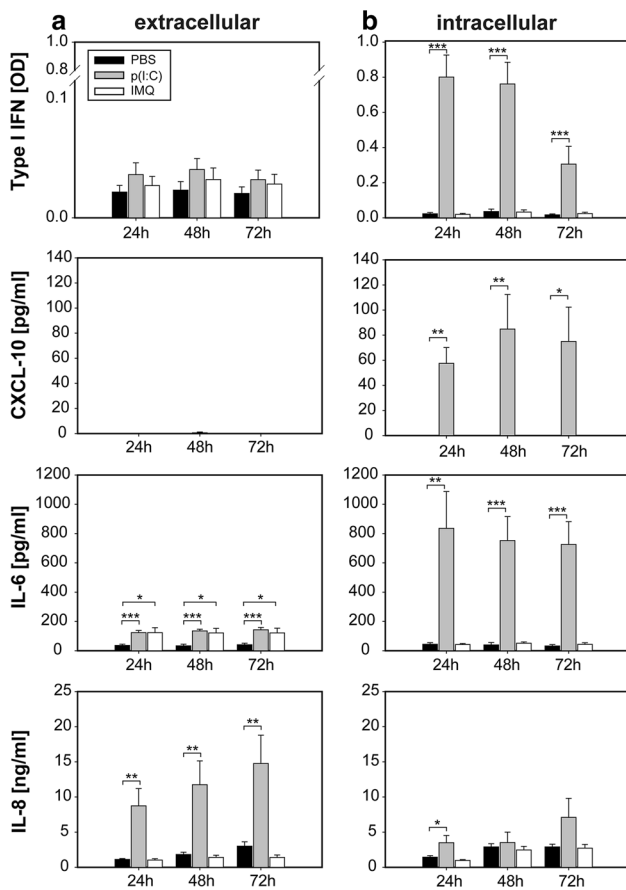 a extracellular b intracellular
Type I IFN [OD]
1.0
0.8
0.1
0.0
PBS
p(I:C)
IMQ
24h 48h 72h
1.0
0.8
0.6
0.4
0.2
0.0
*** *** ***
24h 48h 72h
CXCL-10 [pg/ml]
140
120
100
80
60
40
20
0
24h 48h 72h
140
120
100
80
60
40
20
0
** ** *
24h 48h 72h
IL-6 [pg/ml]
1200
1000
800
600
400
200
0
* * *
*** *** ***
24h 48h 72h
1200
1000
800
600
400
200
0
** *** ***
24h 48h 72h
IL-8 [ng/ml]
25
20
15
10
5
0
** ** **
24h 48h 72h
25
20
15
10
5
0
*
24h 48h 72h